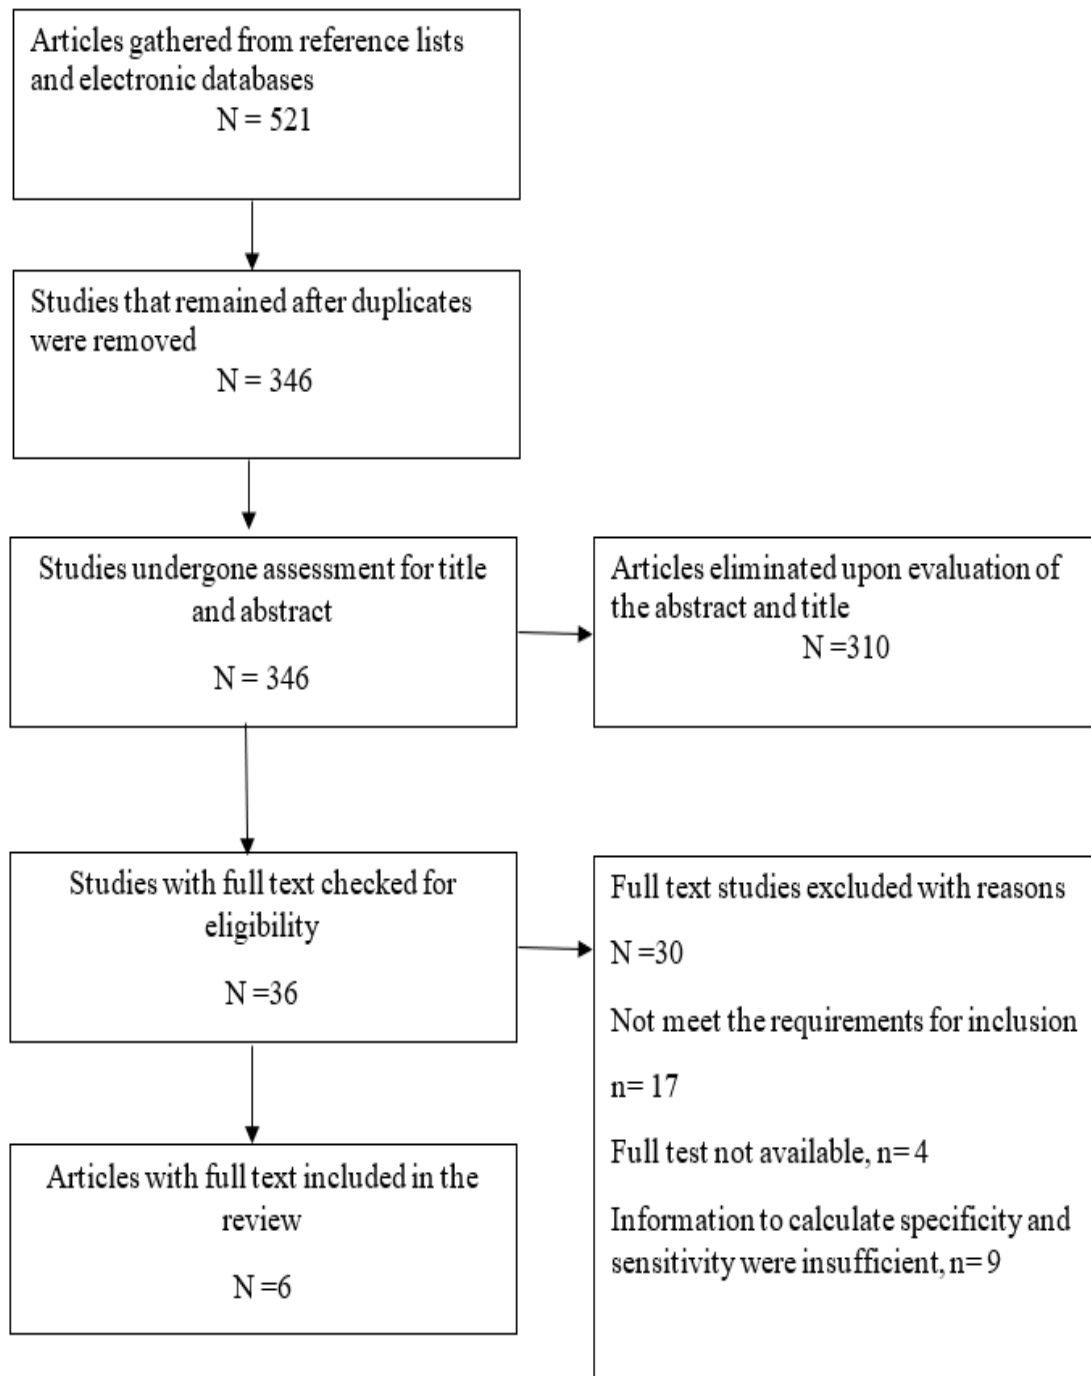 Articles gathered from reference lists
and electronic databases
N = 521
Studies that remained after duplicates
were removed
N = 346
Studies undergone assessment for title
and abstract
N = 346
Articles eliminated upon evaluation of
the abstract and title
N =310
Studies with full text checked for
eligibility
N =36
Full text studies excluded with reasons
N =30
Not meet the requirements for inclusion
n= 17
Full test not available, n= 4
Information to calculate specificity and
sensitivity were insufficient, n= 9
Articles with full text included in the
review
N =6